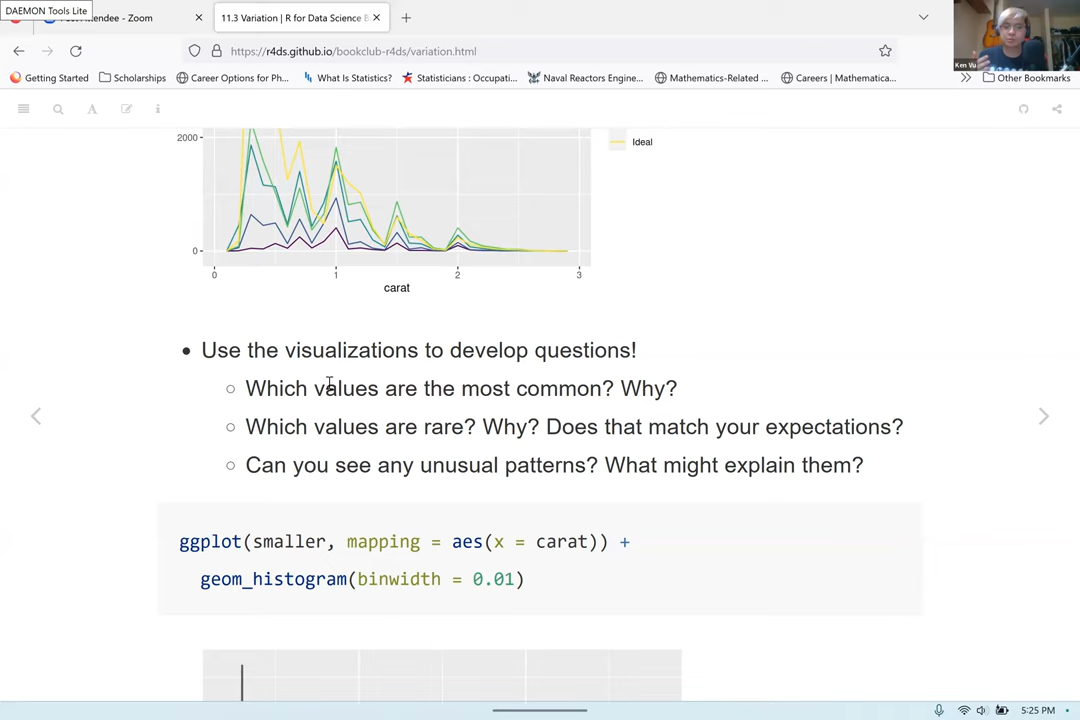 DAEMON Tools Lite
Attendee - Zoom
11.3 Variation | R for Data Science B
https://r4ds.github.io/bookclub-r4ds/variation.html
Ken Vu
Getting Started
Scholarships
Career Options for Ph...
What Is Statistics?
Statisticians : Occupati...
Naval Reactors Engine...
Mathematics-Related ...
Careers | Mathematica...
Other Bookmarks
2000
Ideal
0
0 1 2 3
carat
Use the visualizations to develop questions!
Which values are the most common? Why?
Which values are rare? Why? Does that match your expectations?
Can you see any unusual patterns? What might explain them?
ggplot(smaller, mapping = aes(x = carat)) +
geom_histogram(binwidth = 0.01)
5:25 PM